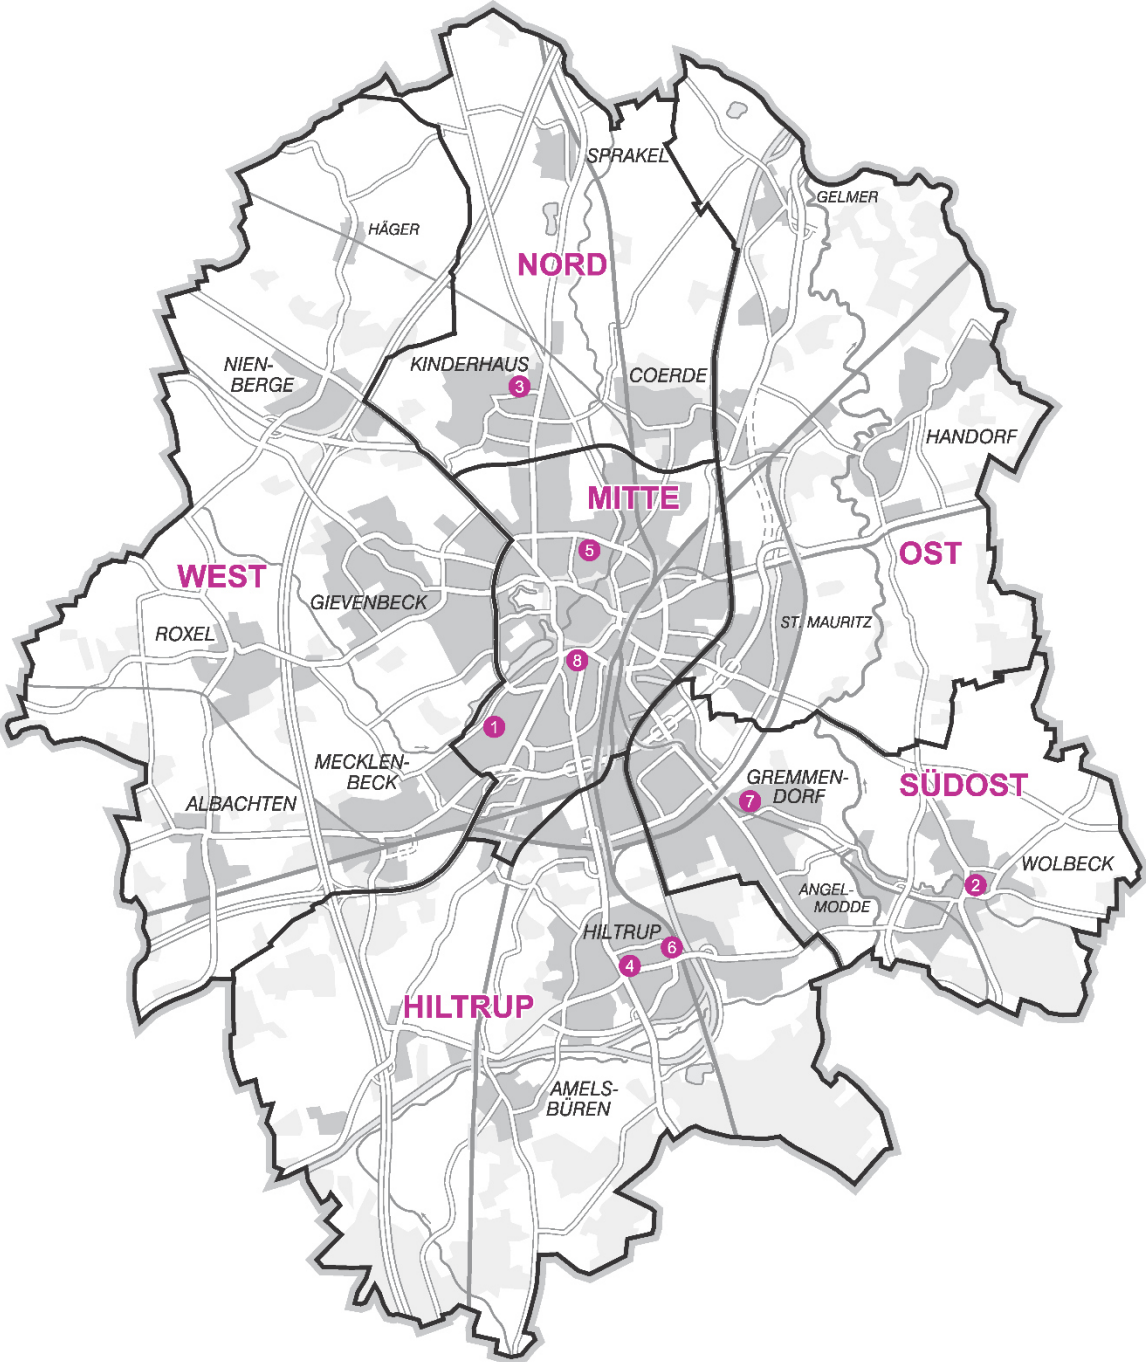 SPRAKEL
GELMER
HÄGER
NORD
NIEN-
BERGE
KINDERHAUS
3
COERDE
HANDORF
MITTE
5
OST
WEST
GIEVENBECK
ROXEL
ST. MAURITZ
8
1
MECKLEN-
BECK
ALBACHTEN
GREMMEN-
DORF
7
SÜDOST
WOLBECK
2
ANGEL-
MODDE
HILTRUP
6
4
HILTRUP
AMELS-
BÜREN